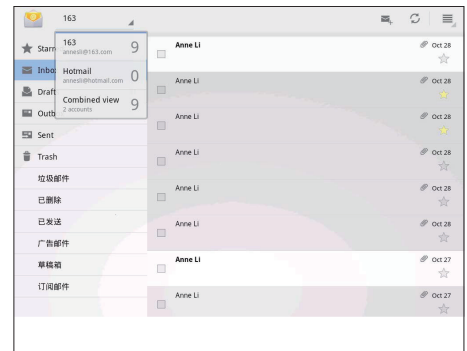 163
163
annesli@163.com
9
Hotmail
annesli@hotmail.com
0
Combined view
2 accounts
9
Starr
Inbo
Draft
Outb
Sent
Trash
垃圾邮件
已删除
已发送
广告邮件
草稿箱
订阅邮件
Anne Li
Oct 28
Anne Li
Oct 28
Anne Li
Oct 28
Anne Li
Oct 28
Anne Li
Oct 28
Anne Li
Oct 28
Anne Li
Oct 27
Anne Li
Oct 27